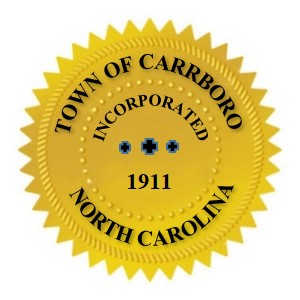 TOWN OF CARRBORO
INCORPORATED
1911
NORTH CAROLINA